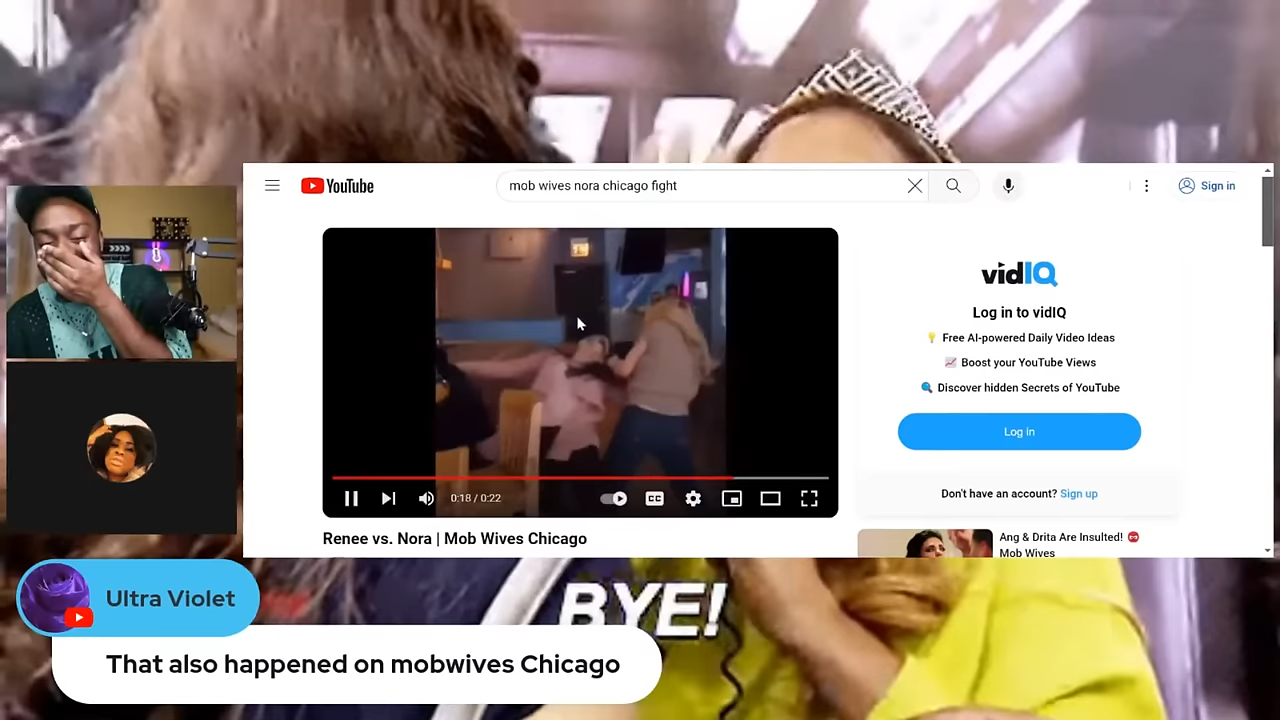 YouTube
mob wives nora chicago fight
Sign in
vidIQ
Log in to vidIQ
💡 Free AI-powered Daily Video Ideas
📈 Boost your YouTube Views
🔍 Discover hidden Secrets of YouTube
Log in
Don't have an account? Sign up
0:18 / 0:22
CC
Renee vs. Nora | Mob Wives Chicago
Ang & Drita Are Insulted!
Mob Wives
BYE!
Ultra Violet
That also happened on mobwives Chicago